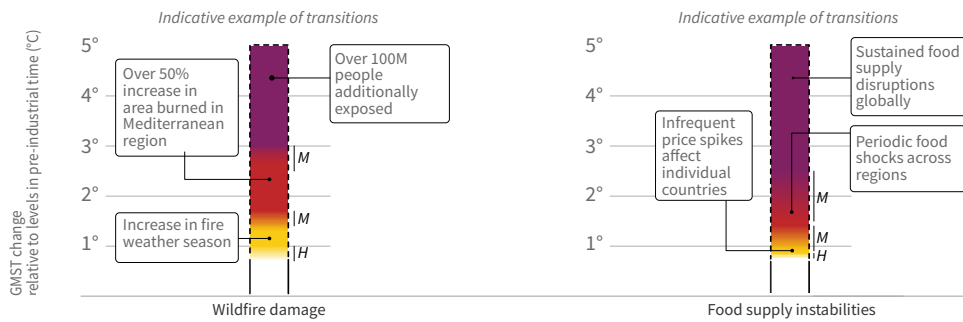 Indicative example of transitions
GMST change
relative to levels in pre-industrial time (°C)
5°
4°
3°
2°
1°
Over 50%
increase in
area burned in
Mediterranean
region
Over 100M
people
additionally
exposed
Increase in fire
weather season
M
M
H
Wildfire damage
Indicative example of transitions
5°
4°
3°
2°
1°
Sustained food
supply
disruptions
globally
Infrequent
price spikes
affect
individual
countries
Periodic food
shocks across
regions
M
M
H
Food supply instabilities